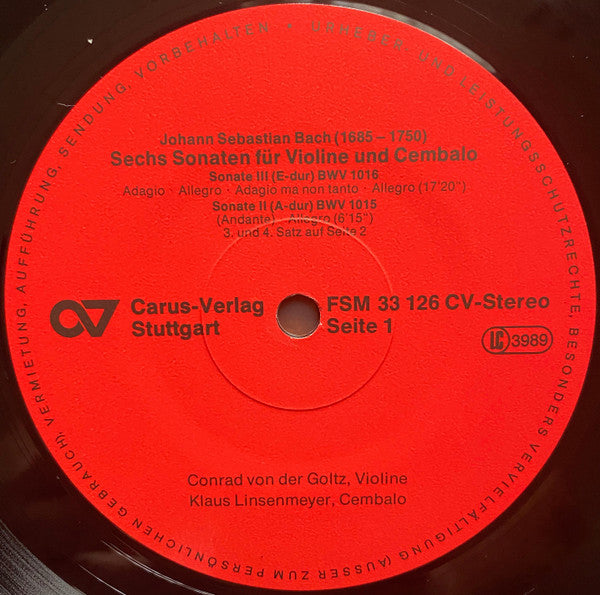 Johann Sebastian Bach (1685 – 1750)
Sechs Sonaten für Violine und Cembalo
Sonate III (E-dur) BWV 1016
Adagio · Allegro · Adagio ma non tanto · Allegro (17'20")
Sonate II (A-dur) BWV 1015
(Andante) · Allegro (6'15")
3. und 4. Satz auf Seite 2
Carus-Verlag
Stuttgart
FSM 33 126 CV-Stereo
Seite 1
LC 3989
Conrad von der Goltz, Violine
Klaus Linsenmeyer, Cembalo
URHEBER- UND LEISTUNGSSCHUTZRECHTE, BESONDERS VERVIELFÄLTIGUNG (AUSSER ZUM PERSÖNLICHEN GEBRAUCH), VERMIETUNG, AUFFÜHRUNG, SENDUNG, VORBEHALTEN •